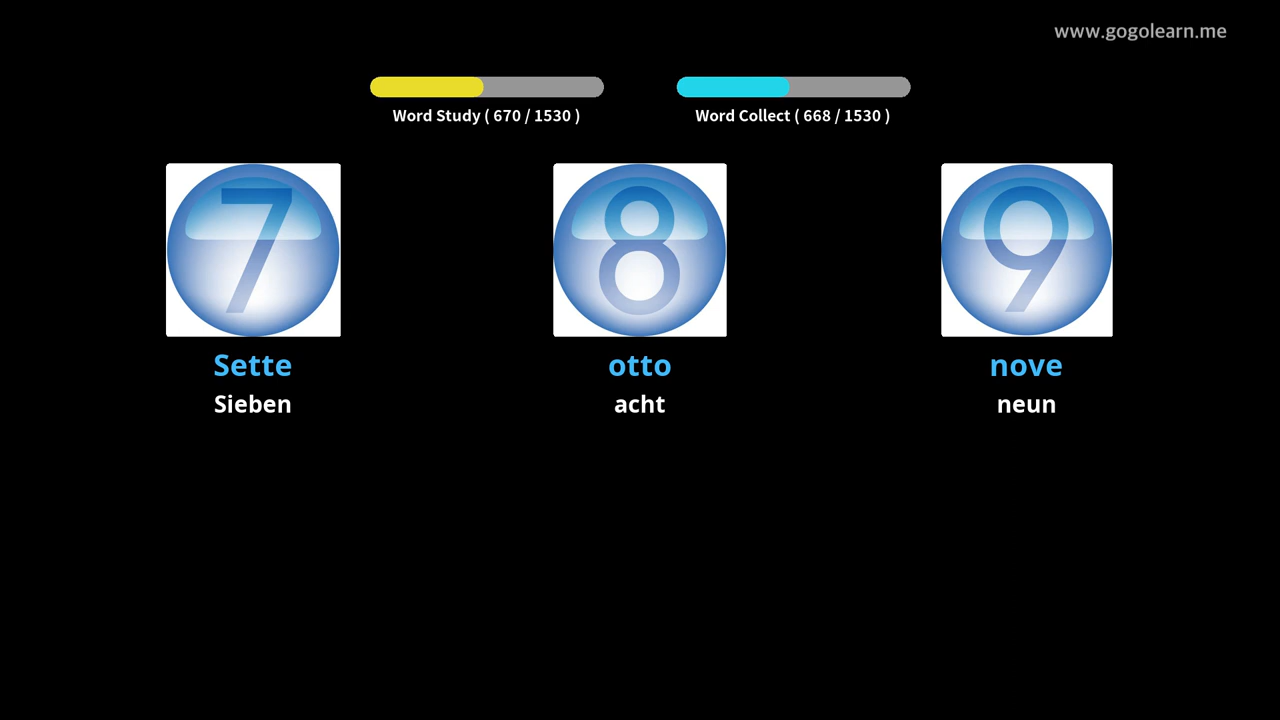 www.gogolearn.me
Word Study ( 670 / 1530 )
Word Collect ( 668 / 1530 )
7
8
9
Sette
otto
nove
Sieben
acht
neun